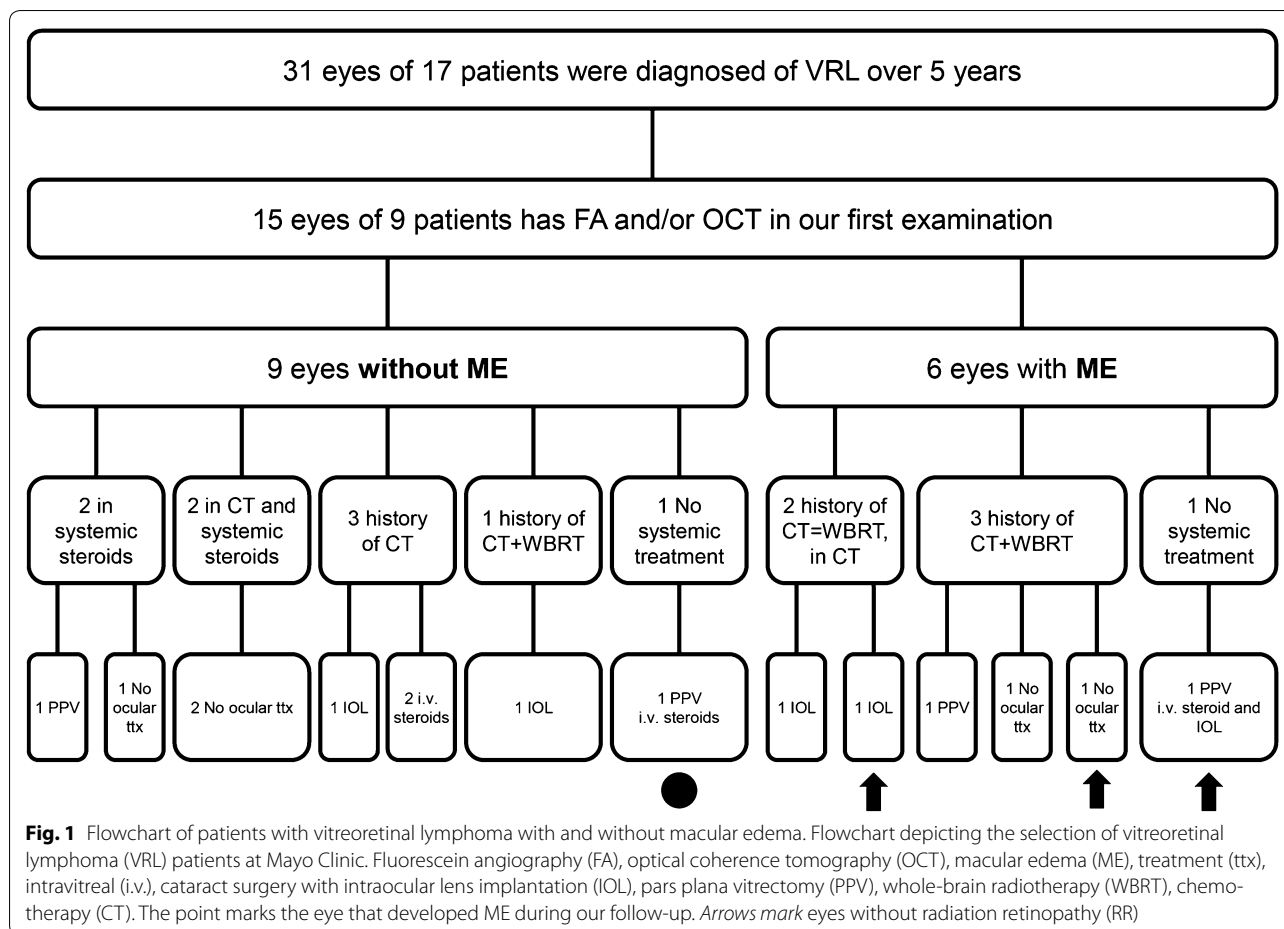 31 eyes of 17 patients were diagnosed of VRL over 5 years
15 eyes of 9 patients has FA and/or OCT in our first examination
9 eyes without ME
6 eyes with ME
2 in
systemic
steroids
2 in CT and
systemic
steroids
3 history
of CT
1 history of
CT+WBRT
1 No
systemic
treatment
2 history of
CT=WBRT,
in CT
3 history of
CT+WBRT
1 No
systemic
treatment
1 PPV
1 No
ocular
ttx
2 No ocular ttx
1 IOL
2 i.v.
steroids
1 IOL
1 PPV
i.v. steroids
1 IOL
1 IOL
1 PPV
1 No
ocular
ttx
1 No
ocular
ttx
1 PPV
i.v. steroid and
IOL
Fig. 1 Flowchart of patients with vitreoretinal lymphoma with and without macular edema. Flowchart depicting the selection of vitreoretinal
lymphoma (VRL) patients at Mayo Clinic. Fluorescein angiography (FA), optical coherence tomography (OCT), macular edema (ME), treatment (ttx),
intravitreal (i.v.), cataract surgery with intraocular lens implantation (IOL), pars plana vitrectomy (PPV), whole-brain radiotherapy (WBRT), chemo-
therapy (CT). The point marks the eye that developed ME during our follow-up. Arrows mark eyes without radiation retinopathy (RR)